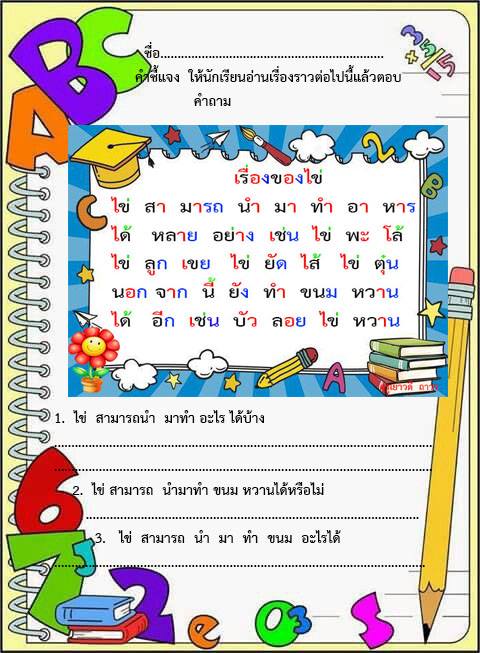 ชื่อ........................................................
คำชี้แจง ให้นักเรียนอ่านเรื่องราวต่อไปนี้แล้วตอบ
คำถาม
เรื่องของไข่
ไข่ สา มารถ นำ มา ทำ อา หาร
ได้ หลาย อย่าง เช่น ไข่ พะ โล้
ไข่ ลูก เขย ไข่ ยัด ไส้ ไข่ ตุ๋น
นอก จาก นี้ ยัง ทำ ขนม หวาน
ได้ อีก เช่น บัว ลอย ไข่ หวาน
1. ไข่ สามารถนำ มาทำ อะไร ได้บ้าง
2. ไข่ สามารถ นำมาทำ ขนม หวานได้หรือไม่
3. ไข่ สามารถ นำ มา ทำ ขนม อะไรได้